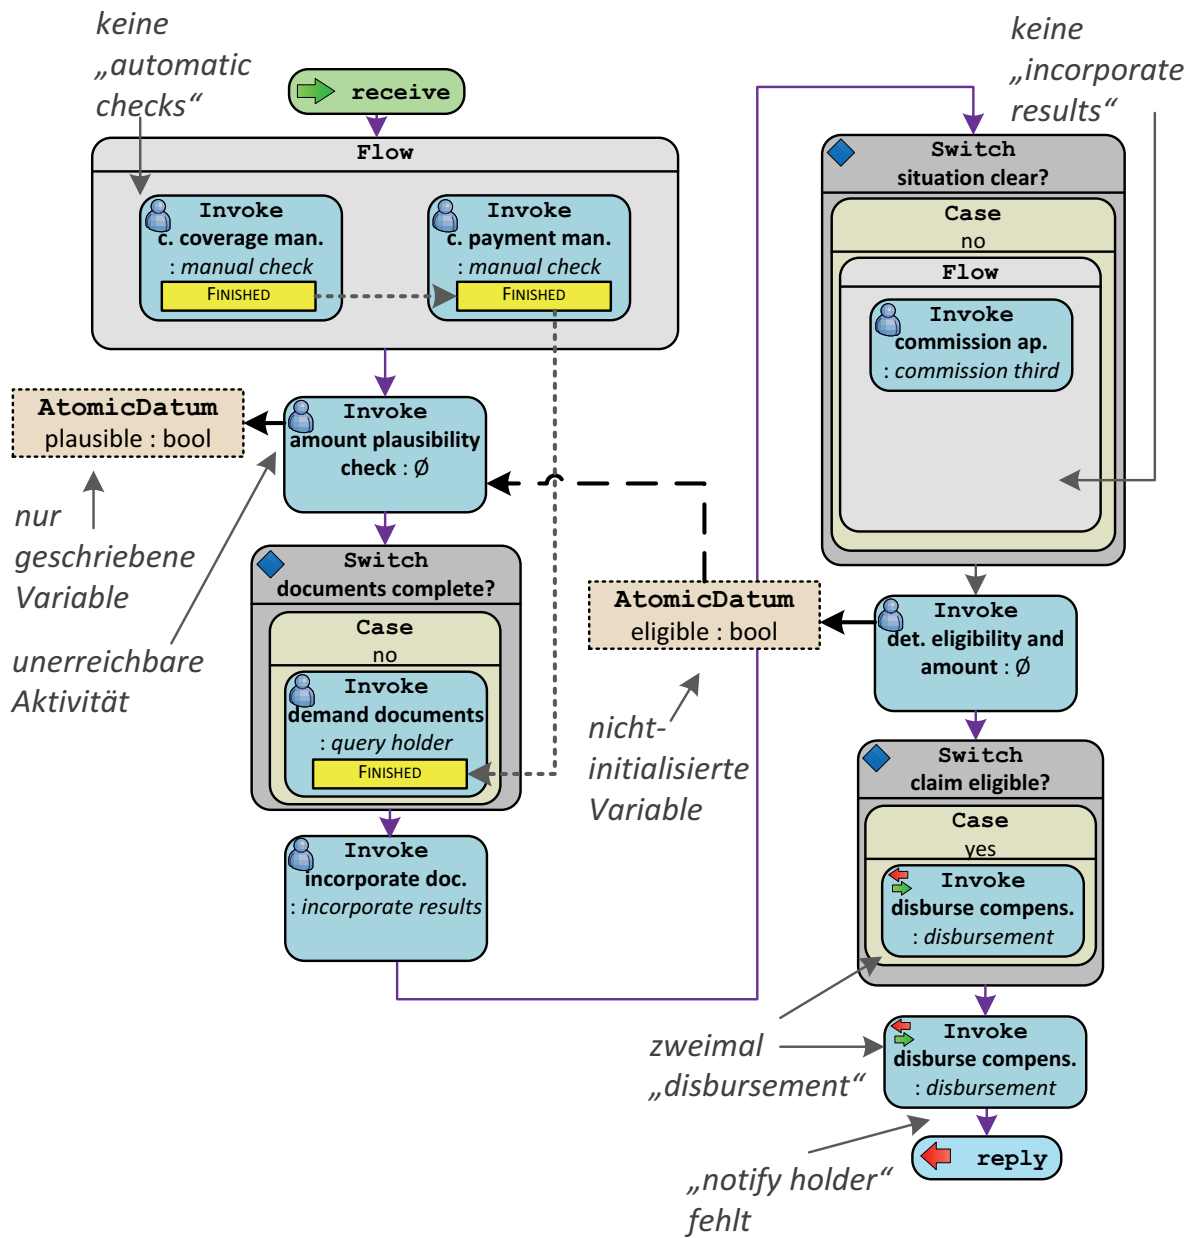 keine
„automatic
checks“
receive
Flow
Invoke
c. coverage man.
: manual check
FINISHED
Invoke
c. payment man.
: manual check
FINISHED
AtomicDatum
plausible : bool
Invoke
amount plausibility
check : Ø
nur
geschriebene
Variable
unerreichbare
Aktivität
Switch
documents complete?
Case
no
Invoke
demand documents
: query holder
FINISHED
Invoke
incorporate doc.
: incorporate results
keine
„incorporate
results“
Switch
situation clear?
Case
no
Flow
Invoke
commission ap.
: commission third
AtomicDatum
eligible : bool
nicht-
initialisierte
Variable
Invoke
det. eligibility and
amount : Ø
Switch
claim eligible?
Case
yes
Invoke
disburse compens.
: disbursement
zweimal
„disbursement“
Invoke
disburse compens.
: disbursement
reply
„notify holder“
fehlt